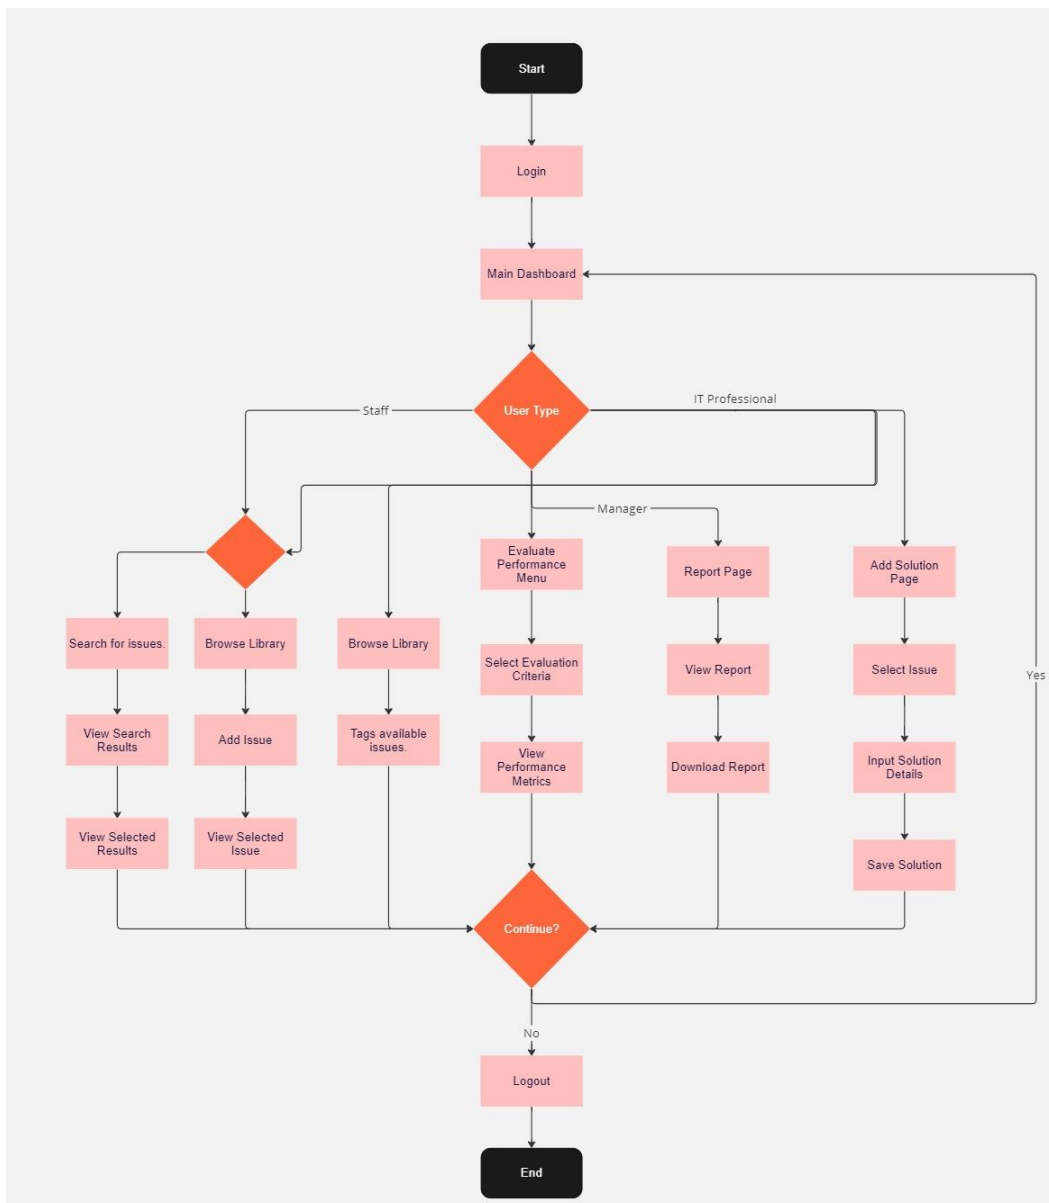 Start
Login
Main Dashboard
User Type
Staff
IT Professional
Manager
Evaluate
Performance
Menu
Report Page
Add Solution
Page
Search for issues.
Browse Library
Browse Library
Select Evaluation
Criteria
View Report
Select Issue
Yes
View Search
Results
Add Issue
Tags available
issues.
View
Performance
Metrics
Download Report
Input Solution
Details
View Selected
Results
View Selected
Issue
Save Solution
Continue?
No
Logout
End